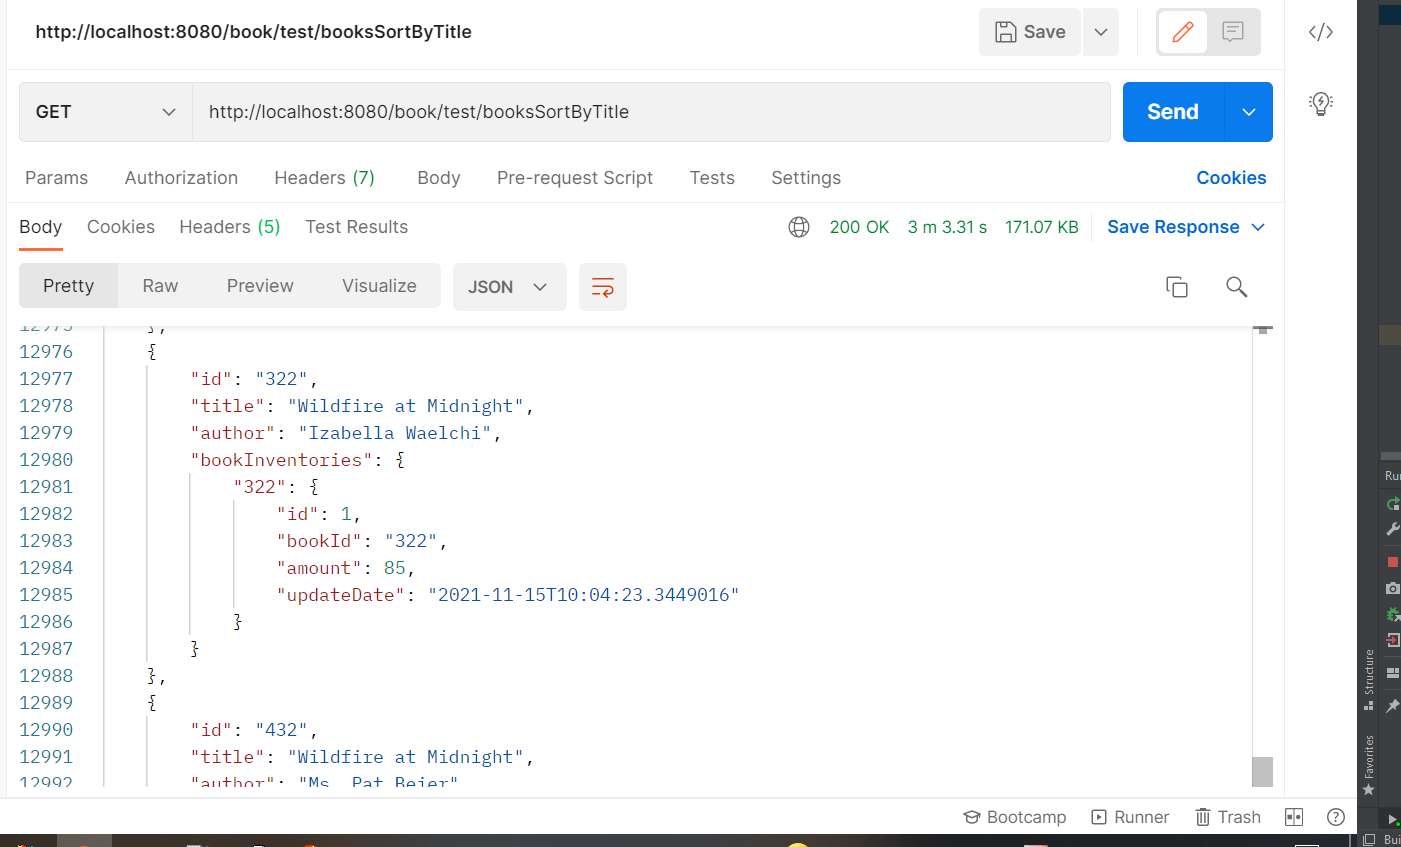 http://localhost:8080/book/test/booksSortByTitle
Save
GET
http://localhost:8080/book/test/booksSortByTitle
Send
Params Authorization Headers (7) Body Pre-request Script Tests Settings Cookies
Body Cookies Headers (5) Test Results 200 OK 3 m 3.31 s 171.07 KB Save Response
Pretty Raw Preview Visualize JSON
12975 },
12976 {
12977 "id": "322",
12978 "title": "Wildfire at Midnight",
12979 "author": "Izabella Waelchi",
12980 "bookInventories": {
12981 "322": {
12982 "id": 1,
12983 "bookId": "322",
12984 "amount": 85,
12985 "updateDate": "2021-11-15T10:04:23.3449016"
12986 }
12987 }
12988 },
12989 {
12990 "id": "432",
12991 "title": "Wildfire at Midnight",
12992 "author": "Ms. Pat Beier"
Bootcamp Runner Trash
Ru
Structure
Favorites
Bui